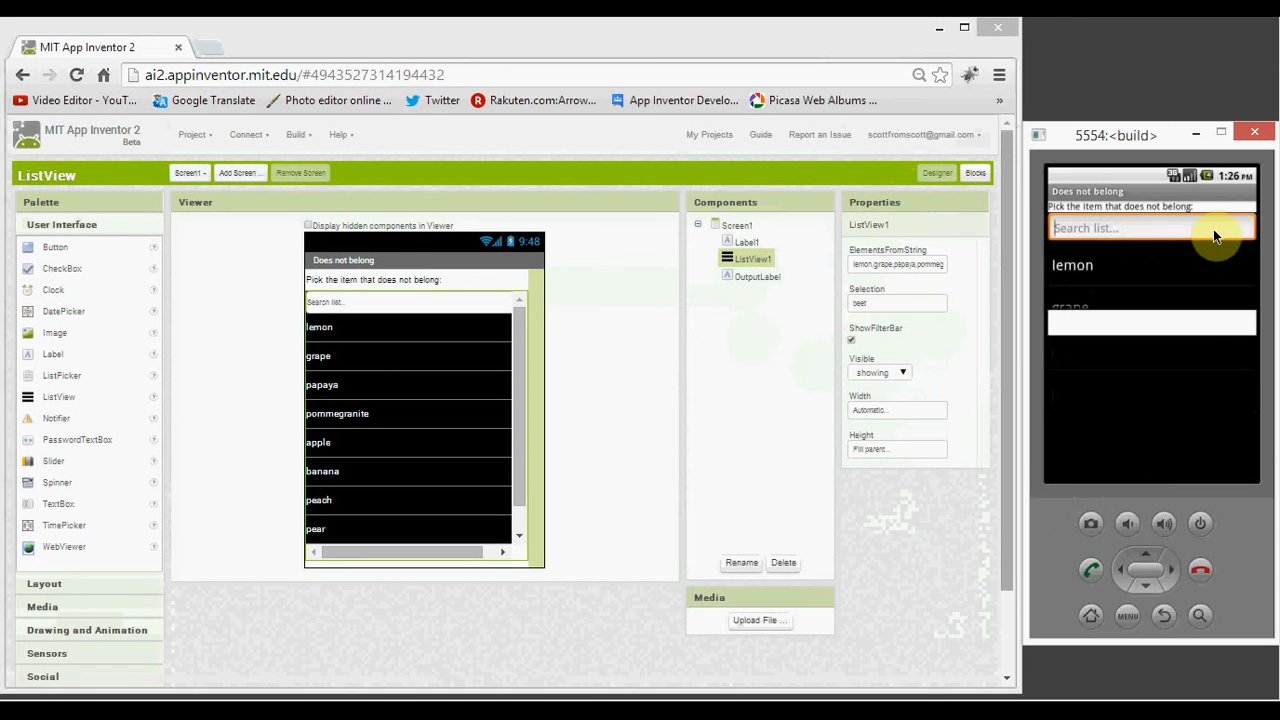 MIT App Inventor 2
ai2.appinventor.mit.edu/#4943527314194432
Video Editor - YouT... Google Translate Photo editor online ... Twitter Rakuten.com:Arrow... App Inventor Develo... Picasa Web Albums ... »
MIT App Inventor 2
Beta
Project Connect Build Help My Projects Guide Report an Issue scottfromscott@gmail.com
ListView Screen1 Add Screen ... Remove Screen Designer Blocks
Palette
User Interface
Button
CheckBox
Clock
DatePicker
Image
Label
ListPicker
ListView
Notifier
PasswordTextBox
Slider
Spinner
TextBox
TimePicker
WebViewer
Layout
Media
Drawing and Animation
Sensors
Social
Viewer
Display hidden components in Viewer
9:48
Does not belong
Pick the item that does not belong:
Search list...
lemon
grape
papaya
pommegranite
apple
banana
peach
pear
Components
Screen1
Label1
ListView1
OutputLabel
Rename Delete
Media
Upload File ...
Properties
ListView1
ElementsFromString
lemon,grape,papaya,pommeg
Selection
beet
ShowFilterBar
Visible
showing
Width
Automatic...
Height
Fill parent...
5554:<build>
3G 1:26 PM
Does not belong
Pick the item that does not belong:
Search list...
lemon
grape
MENU